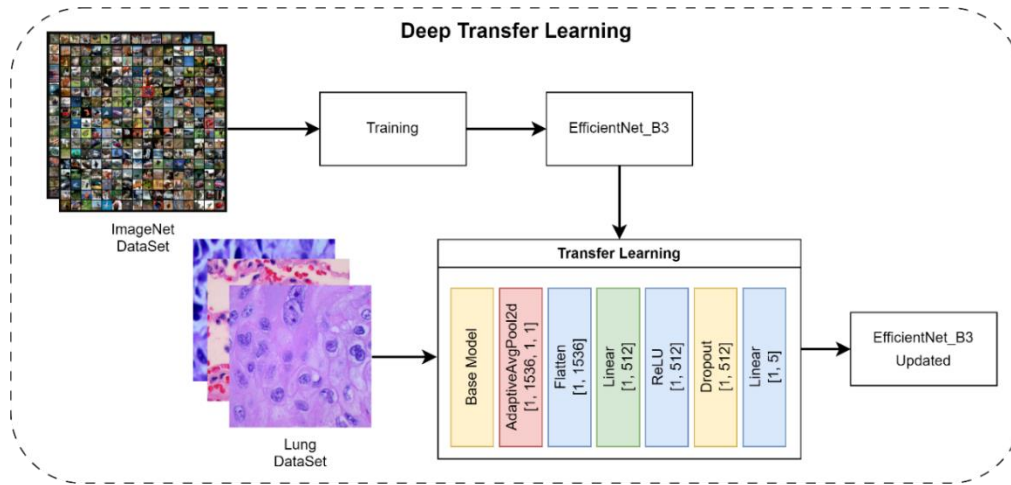 Deep Transfer Learning
Training
EfficientNet_B3
ImageNet
DataSet
Transfer Learning
Base Model
AdaptiveAvgPool2d
[1, 1536, 1, 1]
Flatten
[1, 1536]
Linear
[1, 512]
ReLU
[1, 512]
Dropout
[1, 512]
Linear
[1, 5]
EfficientNet_B3
Updated
Lung
DataSet